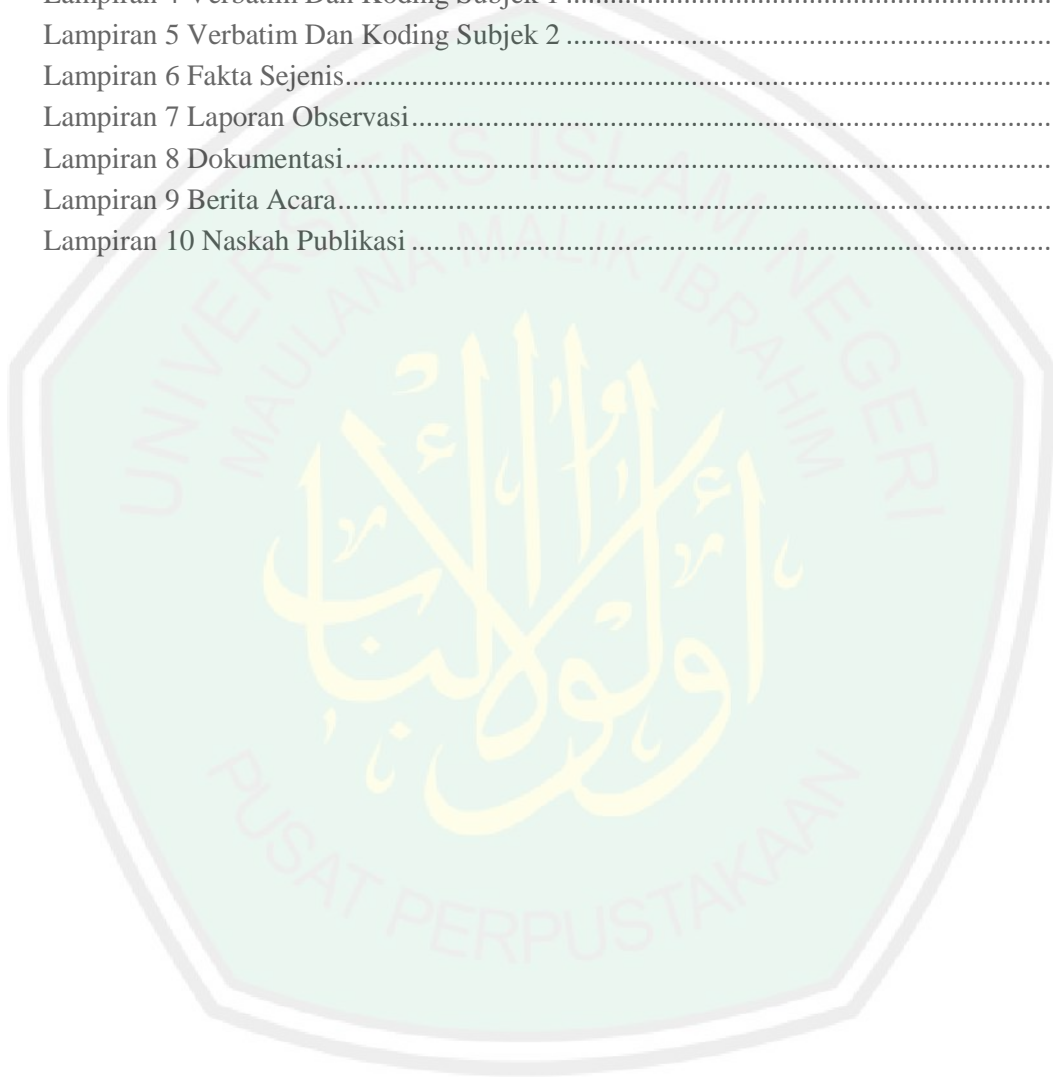 Lampiran 4 Verbatim Dan Koding Subjek 1 ...........................................................................
Lampiran 5 Verbatim Dan Koding Subjek 2 ...........................................................................
Lampiran 6 Fakta Sejenis...........................................................................................................
Lampiran 7 Laporan Observasi.................................................................................................
Lampiran 8 Dokumentasi...........................................................................................................
Lampiran 9 Berita Acara............................................................................................................
Lampiran 10 Naskah Publikasi .................................................................................................
UNIVERSITAS ISLAM NEGERI
MAULANA MALIK IBRAHIM
أولوا الألباب
PUSAT PERPUSTAKAAN